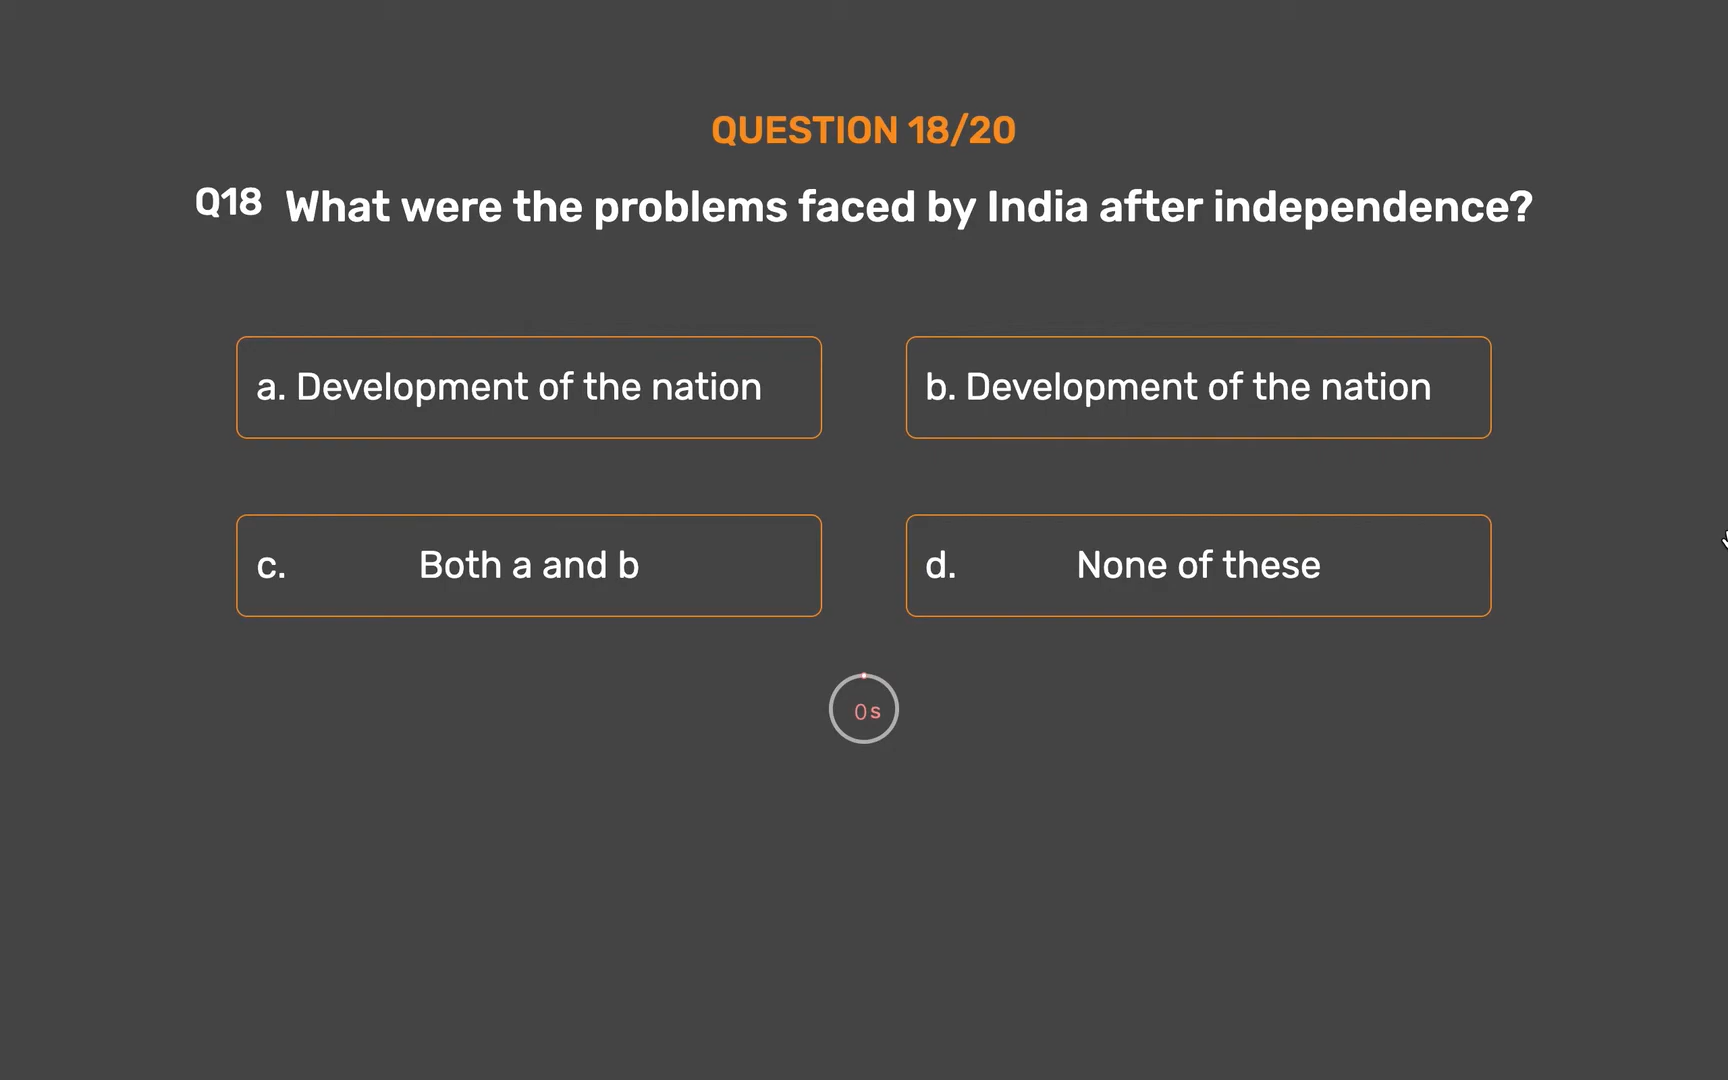 QUESTION 18/20
Q18 What were the problems faced by India after independence?
a. Development of the nation
b. Development of the nation
c. Both a and b
d. None of these
0s